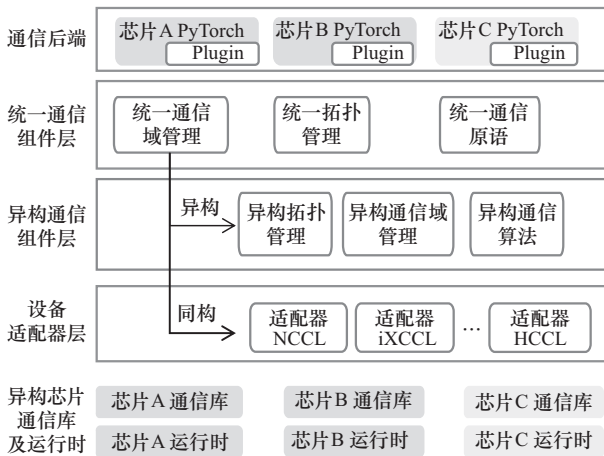 通信后端
芯片A PyTorch
Plugin
芯片B PyTorch
Plugin
芯片C PyTorch
Plugin
统一通信
组件层
统一通信
域管理
统一拓扑
管理
统一通信
原语
异构通信
组件层
异构
异构拓扑
管理
异构通信域
管理
异构通信
算法
设备
适配器层
同构
适配器
NCCL
适配器
iXCCL
…
适配器
HCCL
异构芯片
通信库
及运行时
芯片A 通信库
芯片B 通信库
芯片C 通信库
芯片A 运行时
芯片B 运行时
芯片C 运行时